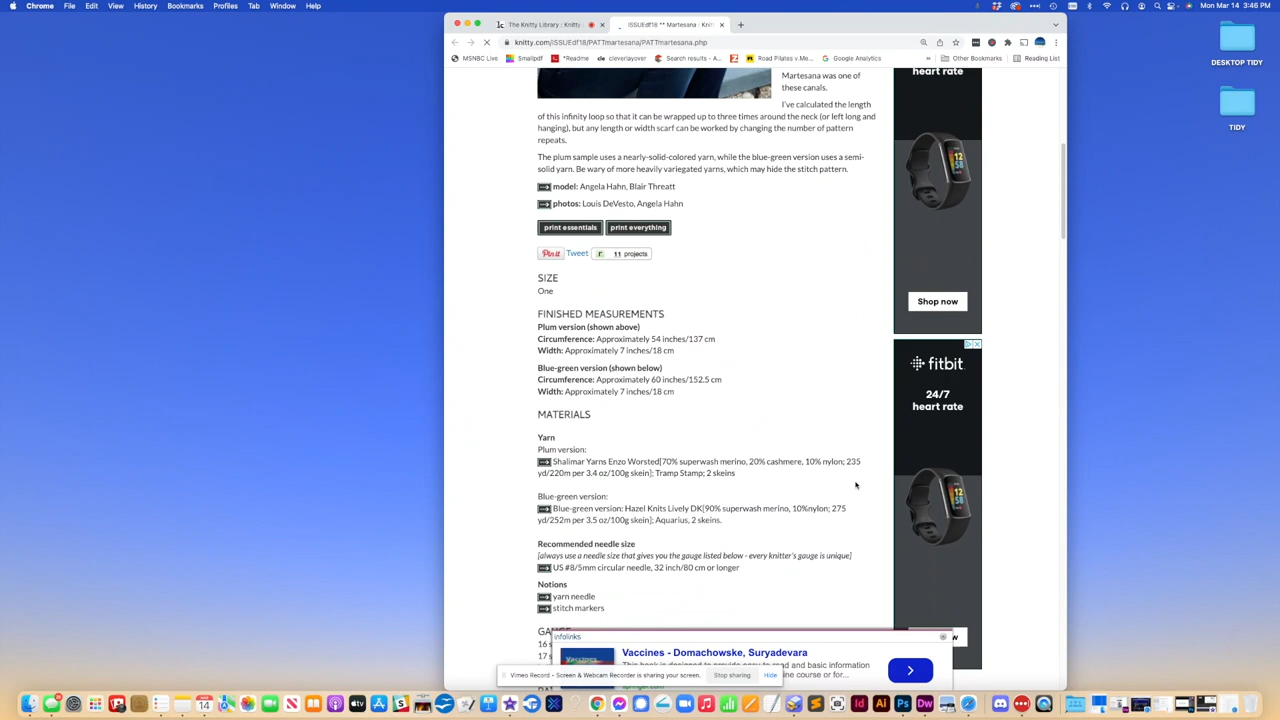 Chrome File Edit View History Bookmarks Profiles Tab Window Help
Mon Mar 14 3:46 PM
The Knitty Library : Knitty
ISSUEdf18 ** Martesana : Knit
knitty.com/ISSUEdf18/PATTmartesana/PATTmartesana.php
MSNBC Live Smallpdf *Readme cle cleverlayover Search results - A... Road Pilates v.Me... Google Analytics » Other Bookmarks Reading List
DESKTOP TIDY
TIDY
Martesana was one of
these canals.
I've calculated the length
of this infinity loop so that it can be wrapped up to three times around the neck (or left long and
hanging), but any length or width scarf can be worked by changing the number of pattern
repeats.
The plum sample uses a nearly-solid-colored yarn, while the blue-green version uses a semi-
solid yarn. Be wary of more heavily variegated yarns, which may hide the stitch pattern.
model: Angela Hahn, Blair Threatt
photos: Louis DeVesto, Angela Hahn
print essentials print everything
Pin it Tweet 11 projects
SIZE
One
FINISHED MEASUREMENTS
Plum version (shown above)
Circumference: Approximately 54 inches/137 cm
Width: Approximately 7 inches/18 cm
Blue-green version (shown below)
Circumference: Approximately 60 inches/152.5 cm
Width: Approximately 7 inches/18 cm
MATERIALS
Yarn
Plum version:
Shalimar Yarns Enzo Worsted[70% superwash merino, 20% cashmere, 10% nylon; 235
yd/220m per 3.4 oz/100g skein]; Tramp Stamp; 2 skeins
Blue-green version:
Blue-green version: Hazel Knits Lively DK[90% superwash merino, 10%nylon; 275
yd/252m per 3.5 oz/100g skein]; Aquarius, 2 skeins.
Recommended needle size
[always use a needle size that gives you the gauge listed below - every knitter's gauge is unique]
US #8/5mm circular needle, 32 inch/80 cm or longer
Notions
yarn needle
stitch markers
16 s
17 s
heart rate
Shop now
fitbit
24/7
heart rate
infolinks
Vaccines - Domachowske, Suryadevara
This book is designed to provide easy to read and basic information
Vimeo Record - Screen & Webcam Recorder is sharing your screen. Stop sharing Hide